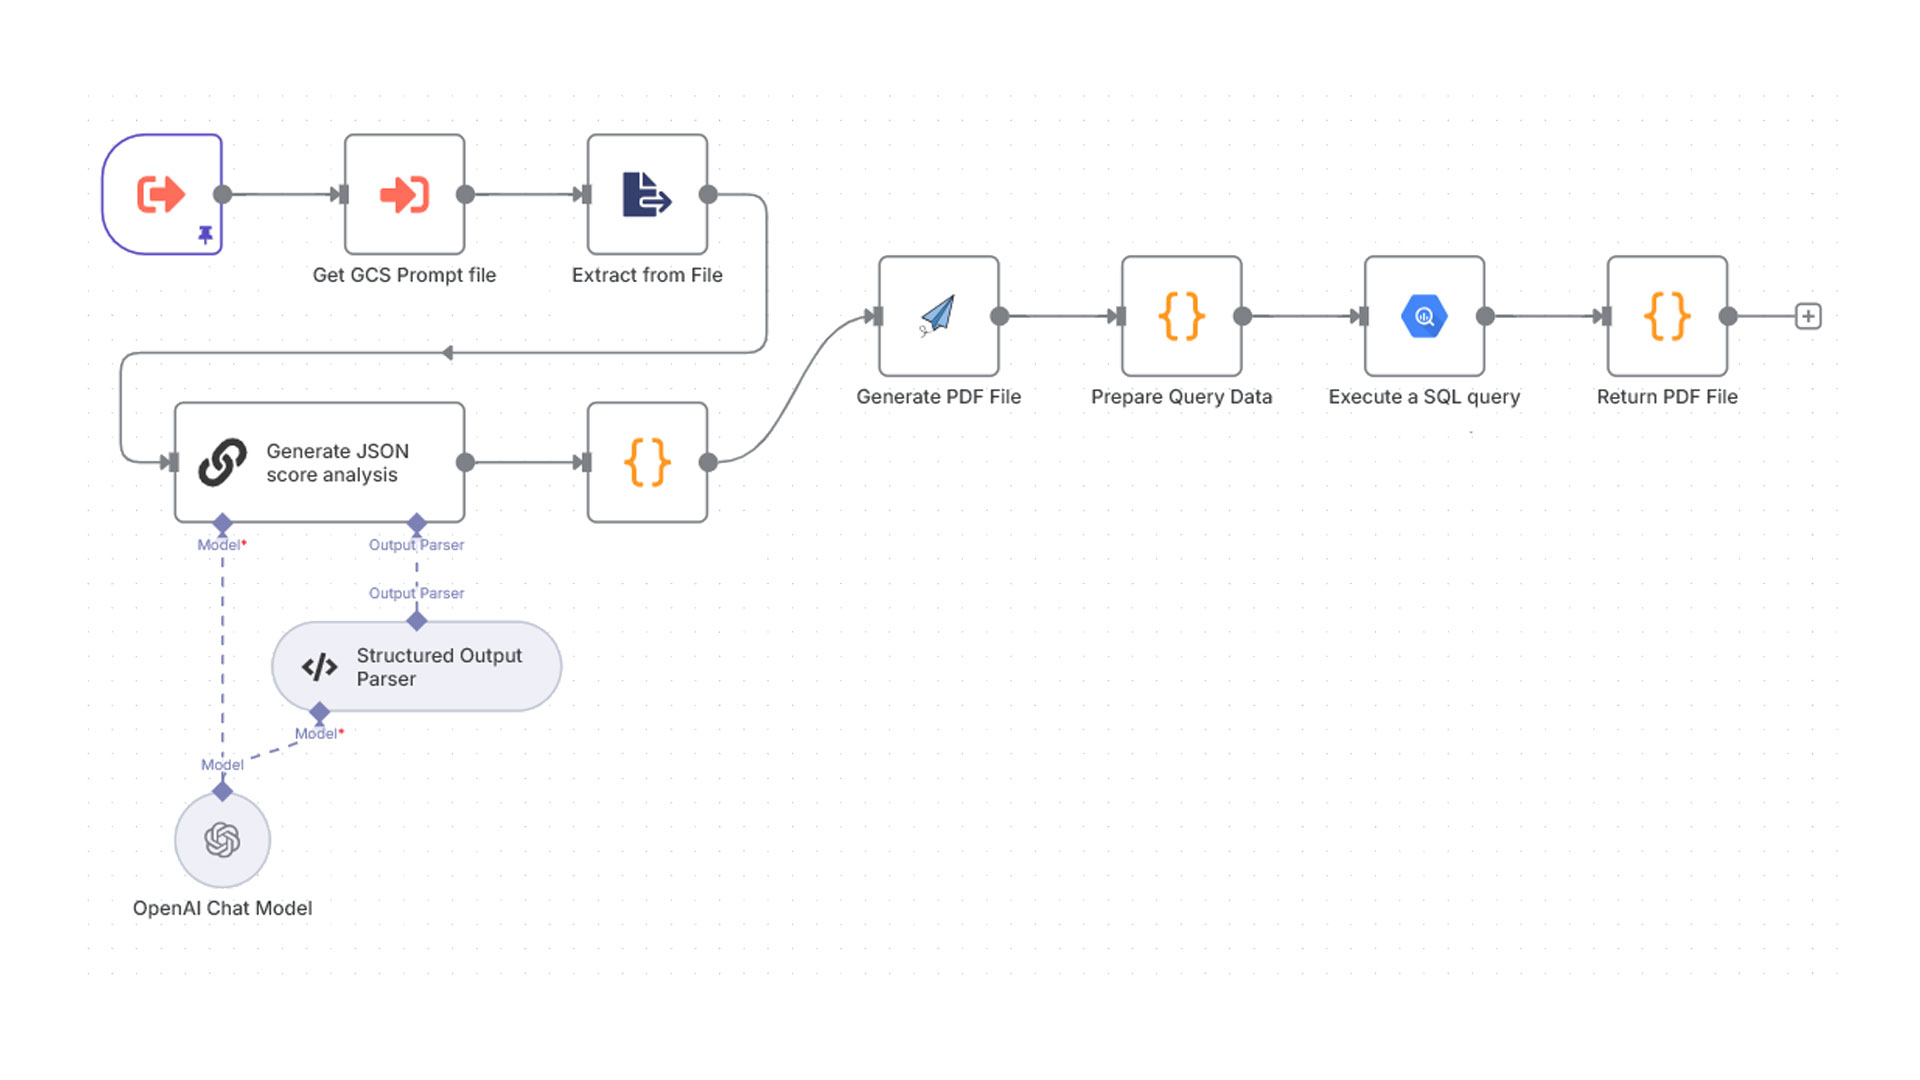 Get GCS Prompt file
Extract from File
Generate PDF File
Prepare Query Data
Execute a SQL query
Return PDF File
Generate JSON
score analysis
Model*
Output Parser
Output Parser
Structured Output
Parser
Model*
Model
OpenAI Chat Model